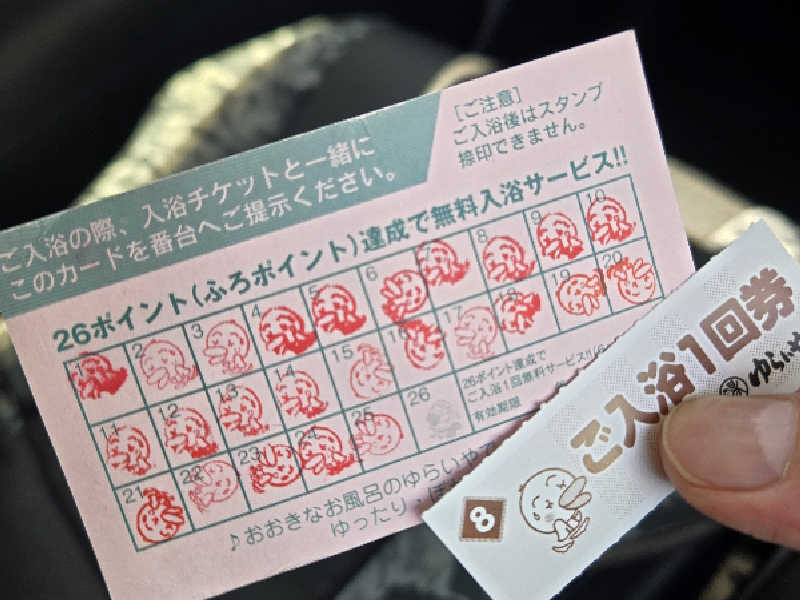 ご入浴の際、入浴チケットと一緒に
このカードを番台へご提示ください。
[ご注意]
ご入浴後はスタンプ
捺印できません。
26ポイント(ふろポイント)達成で無料入浴サービス!!
1 2 3 4 5 6 7 8 9 10
11 12 13 14 15 16 17 18 19 20
21 22 23 24 25 26
26ポイント達成で
ご入浴1回無料サービス!!
有効期限
♪おおきなお風呂のゆらいや
ゆったり
ご入浴1回券
ゆらいや
8